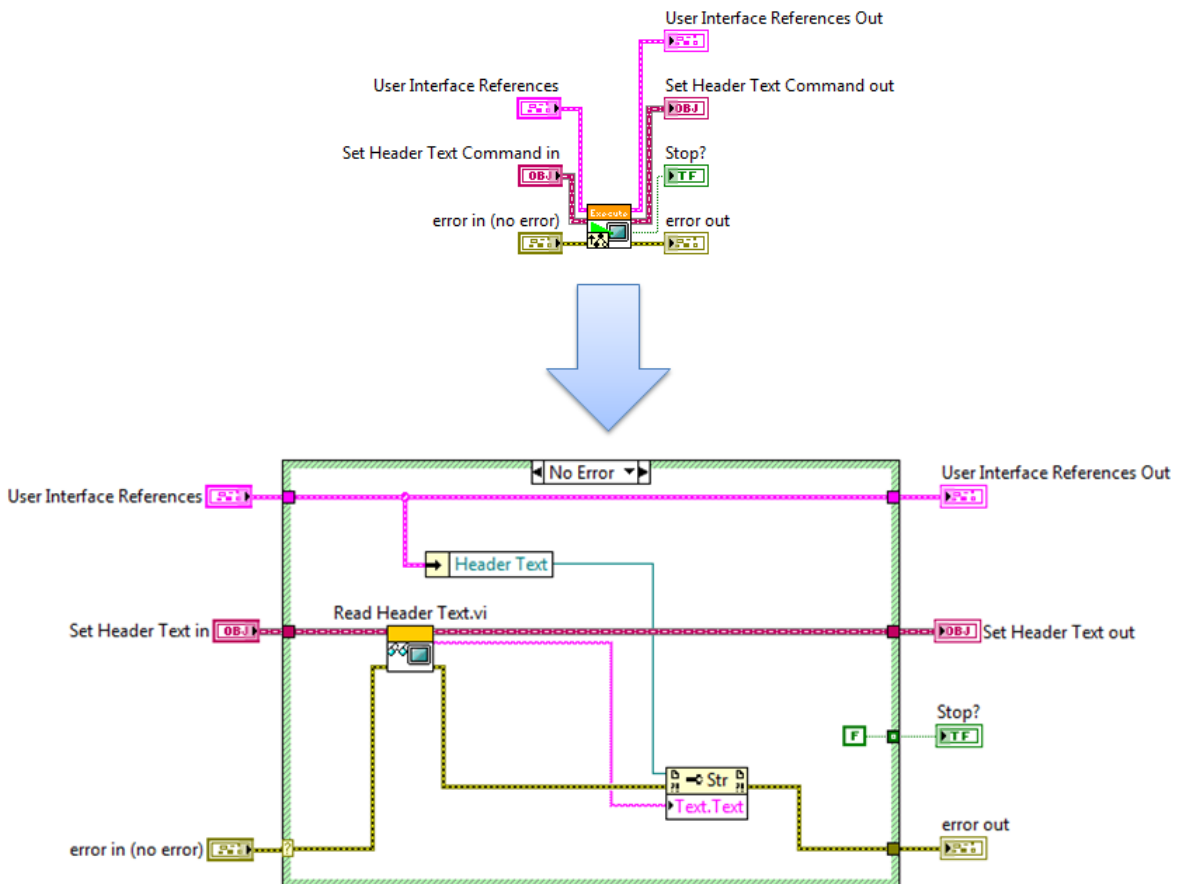 User Interface References Out
User Interface References
Set Header Text Command out
OBJ
Set Header Text Command in
Stop?
OBJ
TF
Execute
error in (no error)
error out
No Error
User Interface References Out
User Interface References
Header Text
Read Header Text.vi
Set Header Text in
OBJ
OBJ
Set Header Text out
Stop?
F
TF
Str
Text.Text
error out
error in (no error)
?